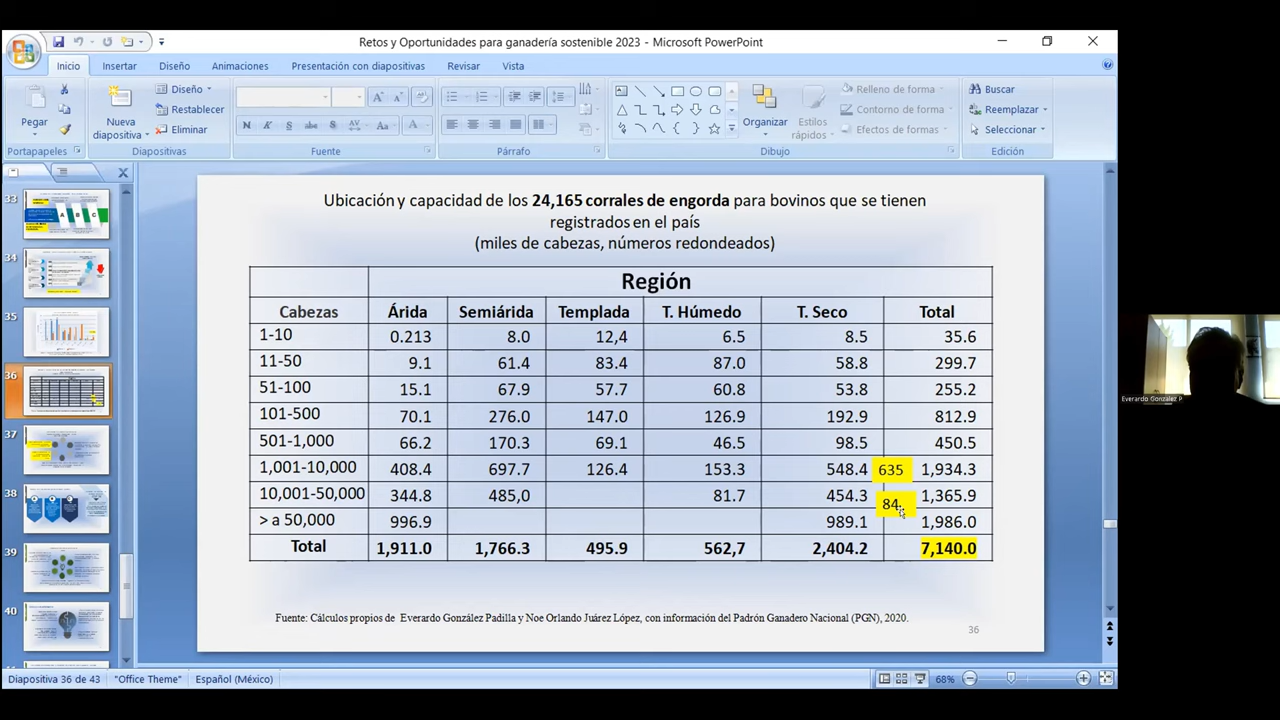 Retos y Oportunidades para ganadería sostenible 2023 - Microsoft PowerPoint
Inicio Insertar Diseño Animaciones Presentación con diapositivas Revisar Vista
Pegar
Portapapeles
Nueva diapositiva
Diseño
Restablecer
Eliminar
Diapositivas
N K S abc AV Aa A
Fuente
Párrafo
Organizar
Estilos rápidos
Relleno de forma
Contorno de forma
Efectos de formas
Dibujo
Buscar
Reemplazar
Seleccionar
Edición
33
34
35
36
37
38
39
40
Ubicación y capacidad de los 24,165 corrales de engorda para bovinos que se tienen
registrados en el país
(miles de cabezas, números redondeados)
Región
Cabezas Árida Semiárida Templada T. Húmedo T. Seco Total
1-10 0.213 8.0 12,4 6.5 8.5 35.6
11-50 9.1 61.4 83.4 87.0 58.8 299.7
51-100 15.1 67.9 57.7 60.8 53.8 255.2
101-500 70.1 276.0 147.0 126.9 192.9 812.9
501-1,000 66.2 170.3 69.1 46.5 98.5 450.5
1,001-10,000 408.4 697.7 126.4 153.3 548.4 635 1,934.3
10,001-50,000 344.8 485,0 81.7 454.3 84 1,365.9
> a 50,000 996.9 989.1 1,986.0
Total 1,911.0 1,766.3 495.9 562,7 2,404.2 7,140.0
Fuente: Cálculos propios de Everardo González Padilla y Noe Orlando Juárez López, con información del Padrón Ganadero Nacional (PGN), 2020.
36
Everardo Gonzalez P
Diapositiva 36 de 43 "Office Theme" Español (México) 68%